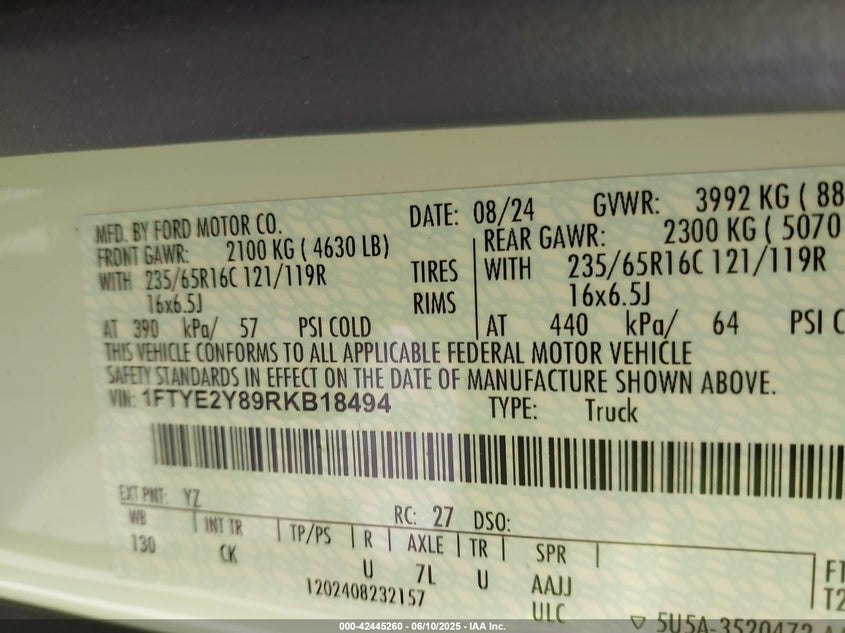 MFD. BY FORD MOTOR CO.
DATE: 08/24
GVWR: 3992 KG ( 88
FRONT GAWR: 2100 KG ( 4630 LB)
REAR GAWR: 2300 KG ( 5070
WITH 235/65R16C 121/119R TIRES
WITH 235/65R16C 121/119R
16x6.5J RIMS
16x6.5J
AT 390 kPa/ 57 PSI COLD
AT 440 kPa/ 64 PSI C
THIS VEHICLE CONFORMS TO ALL APPLICABLE FEDERAL MOTOR VEHICLE
SAFETY STANDARDS IN EFFECT ON THE DATE OF MANUFACTURE SHOWN ABOVE.
VIN: 1FTYE2Y89RKB18494
TYPE: Truck
EXT PNT: YZ
RC: 27 DSO:
WB INT TR TP/PS R AXLE TR SPR
130 CK U 7L U AAJJ
1202408232157
ULC
FT
T2
5U5A-3520472
000-42445260 - 06/10/2025 - IAA Inc.